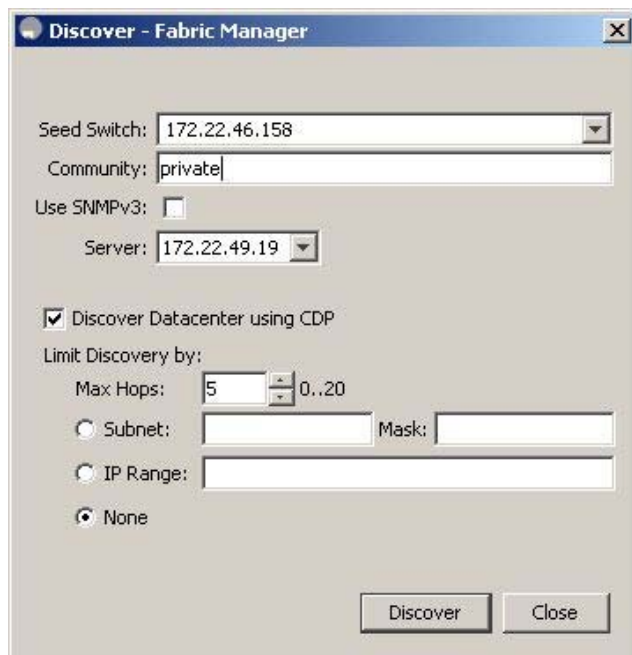 Discover - Fabric Manager
Seed Switch: 172.22.46.158
Community: private
Use SNMPv3:
Server: 172.22.49.19
Discover Datacenter using CDP
Limit Discovery by:
Max Hops: 5 0..20
Subnet: Mask:
IP Range:
None
Discover Close